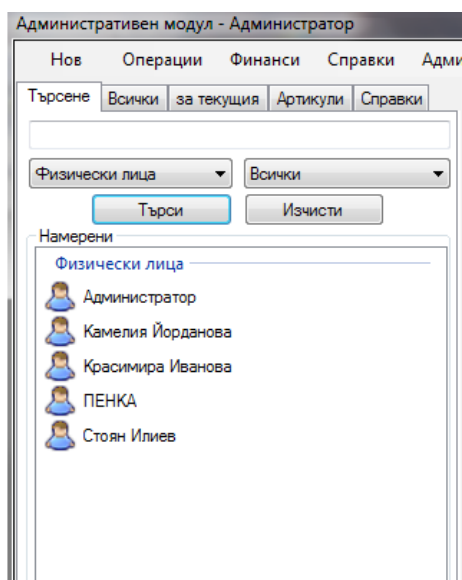 Административен модул - Администратор
Нов Операции Финанси Справки
Търсене Всички за текущия Артикули Справки
Физически лица Всички
Търси Изчисти
Намерени
Физически лица
Администратор
Камелия Йорданова
Красимира Иванова
ПЕНКА
Стоян Илиев